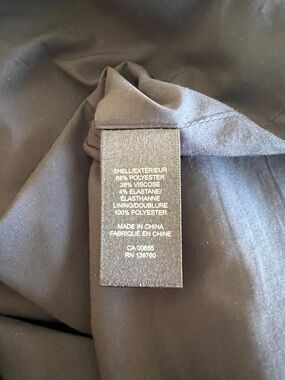 SHELL/EXTÉRIEUR
68% POLYESTER
28% VISCOSE
4% ELASTANE/
ÉLASTHANNE
LINING/DOUBLURE
100% POLYESTER
MADE IN CHINA
FABRIQUÉ EN CHINE
CA 00655
RN 138760